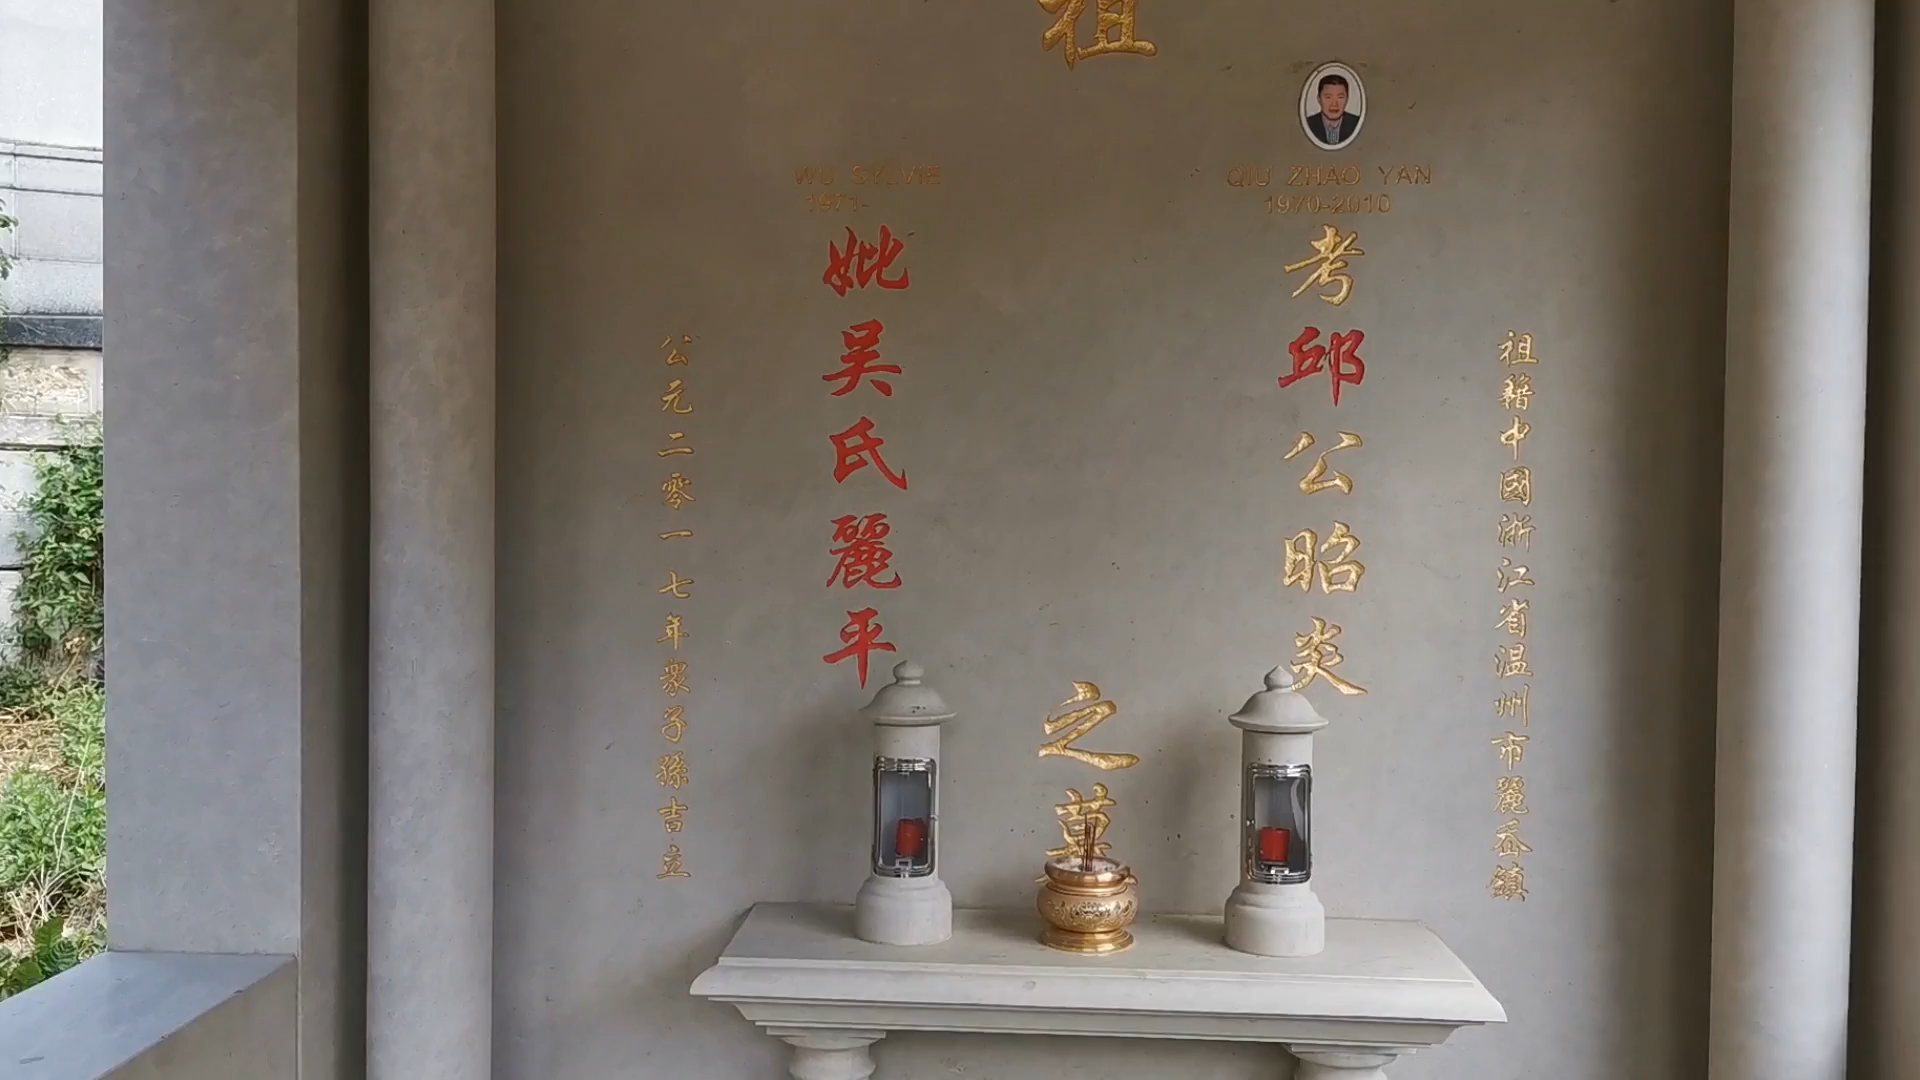 祖
QIU ZHAO YAN
1970-2010
WU SYLVIE
1971-
祖籍中國浙江省温州市麗岙鎮
考邱公昭炎
之墓
妣吴氏麗平
公元二零一七年衆子孫吉立